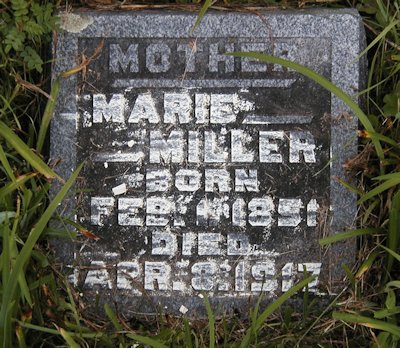 MOTHER
MARIE
MILLER
BORN
FEB. 4 1851
DIED
APR. 8. 1917